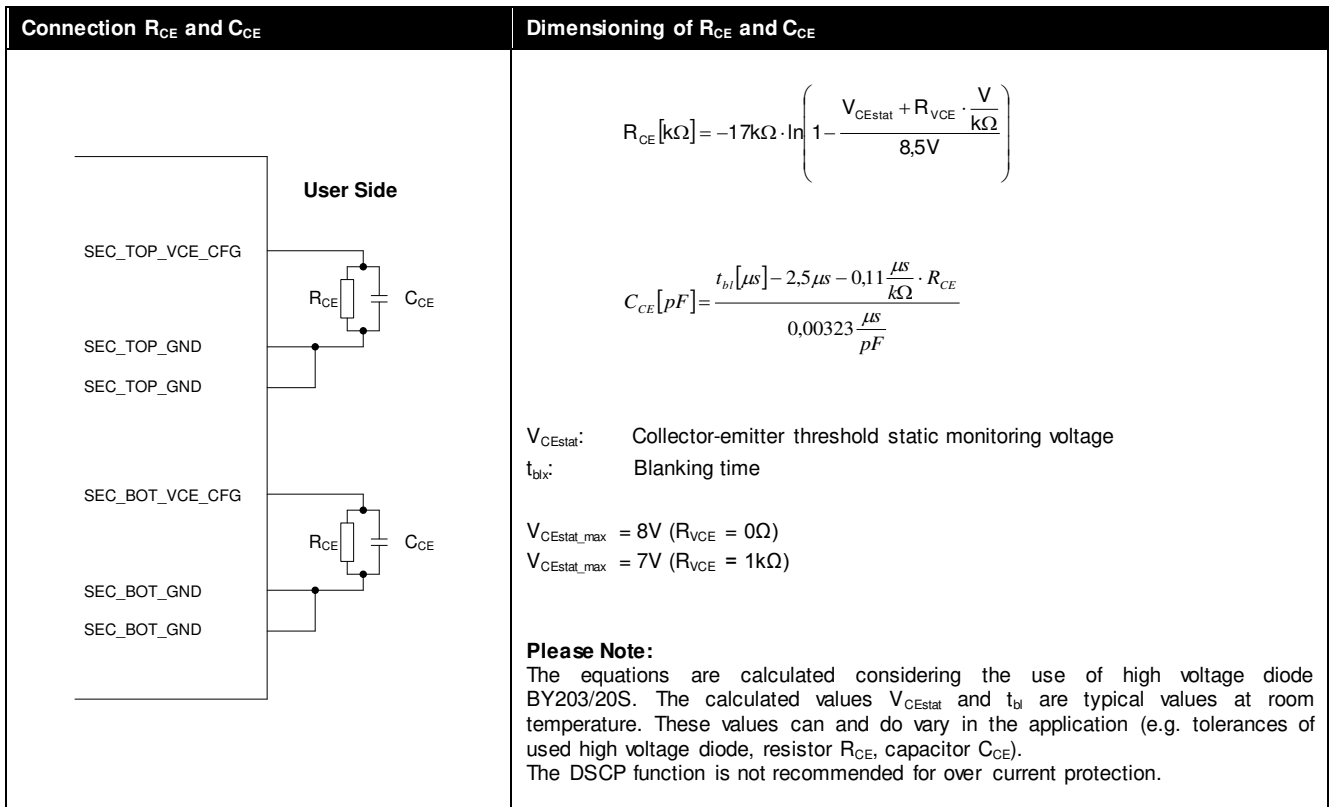 Connection R_CE and C_CE
Dimensioning of R_CE and C_CE
User Side
SEC_TOP_VCE_CFG
R_CE
C_CE
SEC_TOP_GND
SEC_TOP_GND
SEC_BOT_VCE_CFG
R_CE
C_CE
SEC_BOT_GND
SEC_BOT_GND
R_CE[kΩ] = −17kΩ · ln(1 − (V_CEstat + R_VCE · V/kΩ) / 8,5V)
C_CE[pF] = (t_bl[μs] − 2,5μs − 0,11 μs/kΩ · R_CE) / (0,00323 μs/pF)
V_CEstat: Collector-emitter threshold static monitoring voltage
t_blx: Blanking time
V_CEstat_max = 8V (R_VCE = 0Ω)
V_CEstat_max = 7V (R_VCE = 1kΩ)
Please Note:
The equations are calculated considering the use of high voltage diode
BY203/20S. The calculated values V_CEstat and t_bl are typical values at room
temperature. These values can and do vary in the application (e.g. tolerances of
used high voltage diode, resistor R_CE, capacitor C_CE).
The DSCP function is not recommended for over current protection.